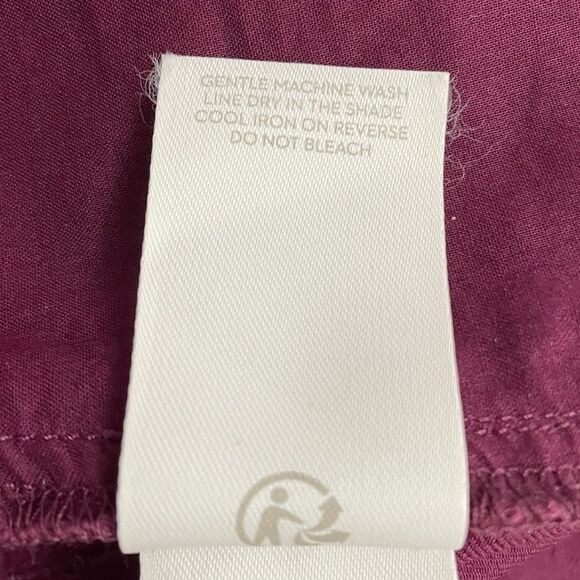 GENTLE MACHINE WASH
LINE DRY IN THE SHADE
COOL IRON ON REVERSE
DO NOT BLEACH